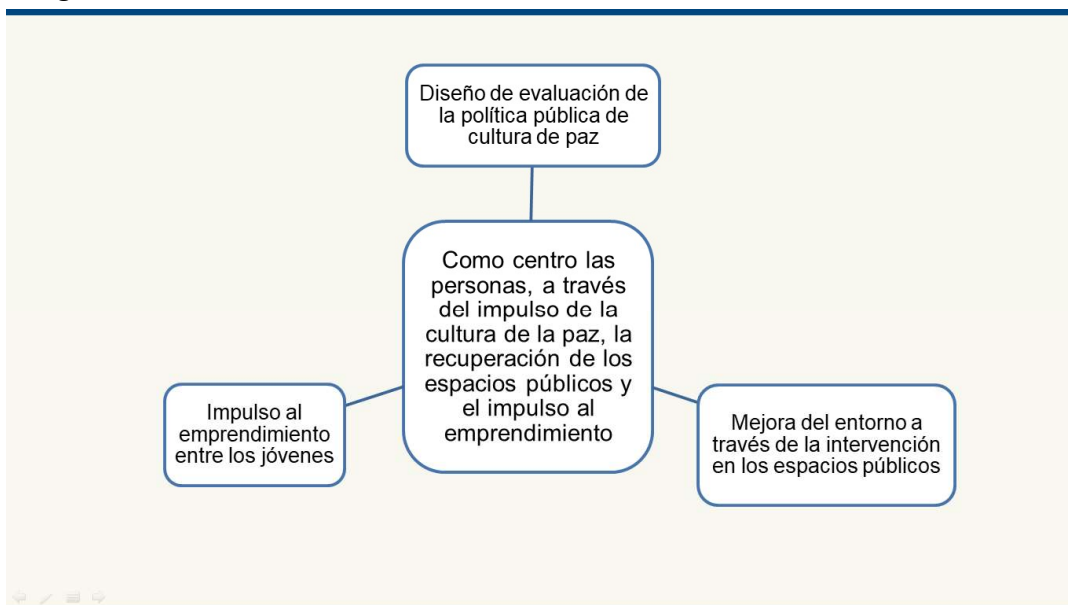 Diseño de evaluación de
la política pública de
cultura de paz
Como centro las
personas, a través
del impulso de la
cultura de la paz, la
recuperación de los
espacios públicos y
el impulso al
emprendimiento
Impulso al
emprendimiento
entre los jóvenes
Mejora del entorno a
través de la intervención
en los espacios públicos